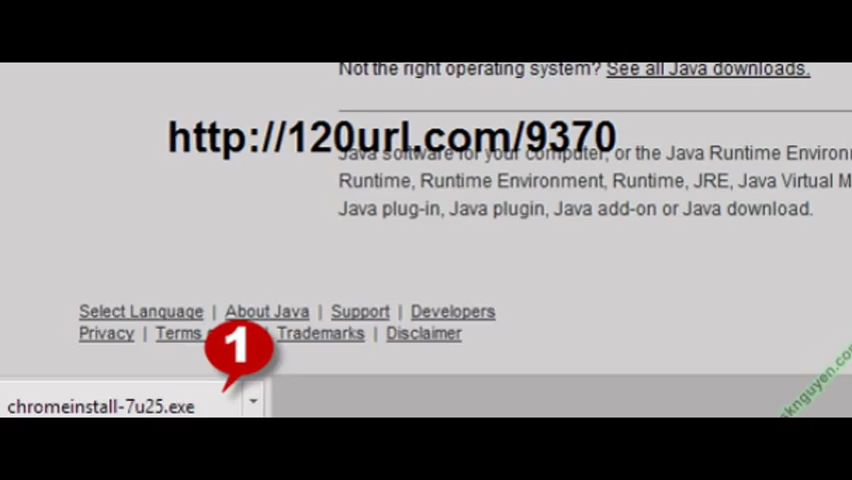 Not the right operating system? See all Java downloads.
http://120url.com/9370
Java software for your computer, or the Java Runtime Environ
Runtime, Runtime Environment, Runtime, JRE, Java Virtual M
Java plug-in, Java plugin, Java add-on or Java download.
Select Language | About Java | Support | Developers
Privacy | Terms | Trademarks | Disclaimer
1
chromeinstall-7u25.exe
sknguyen.co